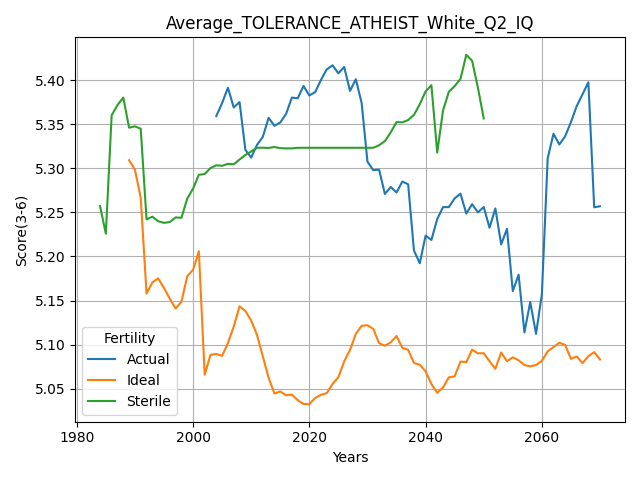 Average_TOLERANCE_ATHEIST_White_Q2_IQ
Score(3-6)
5.40
5.35
5.30
5.25
5.20
5.15
5.10
5.05
Fertility
Actual
Ideal
Sterile
1980
2000
2020
2040
2060
Years